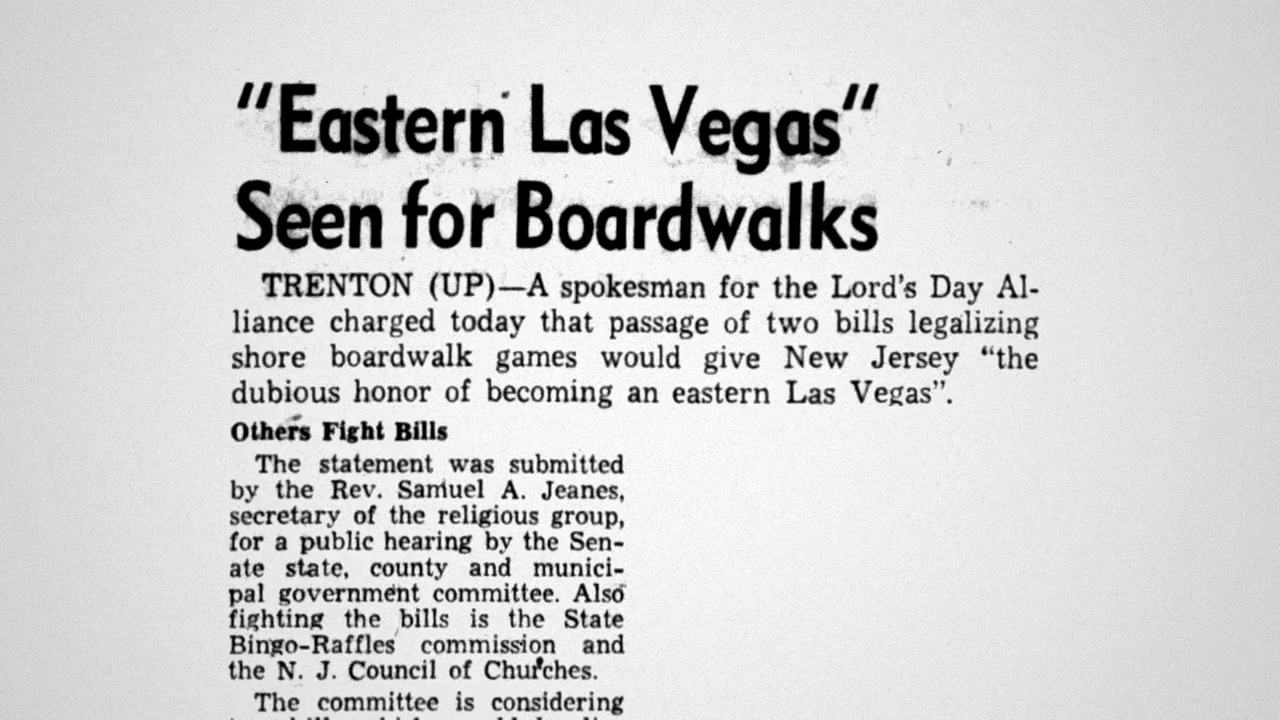 "Eastern Las Vegas"
Seen for Boardwalks
TRENTON (UP)—A spokesman for the Lord's Day Al-
liance charged today that passage of two bills legalizing
shore boardwalk games would give New Jersey "the
dubious honor of becoming an eastern Las Vegas".
Others Fight Bills
The statement was submitted
by the Rev. Samuel A. Jeanes,
secretary of the religious group,
for a public hearing by the Sen-
ate state, county and munici-
pal government committee. Also
fighting the bills is the State
Bingo-Raffles commission and
the N. J. Council of Churches.
The committee is considering